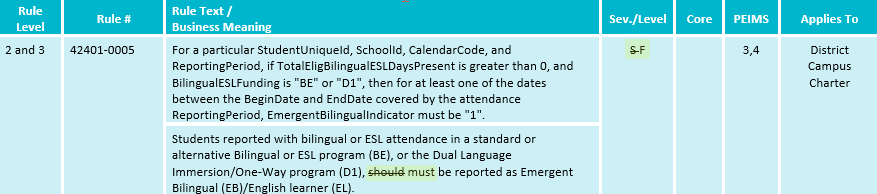 Rule Level
Rule #
Rule Text /
Business Meaning
Sev./Level
Core
PEIMS
Applies To
2 and 3
42401-0005
For a particular StudentUniqueId, SchoolId, CalendarCode, and
ReportingPeriod, if TotalEligBilingualESLDaysPresent is greater than 0, and
BilingualESLFunding is "BE" or "D1", then for at least one of the dates
between the BeginDate and EndDate covered by the attendance
ReportingPeriod, EmergentBilingualIndicator must be "1".
S F
3,4
District
Campus
Charter
Students reported with bilingual or ESL attendance in a standard or
alternative Bilingual or ESL program (BE), or the Dual Language
Immersion/One-Way program (D1), should must be reported as Emergent
Bilingual (EB)/English learner (EL).